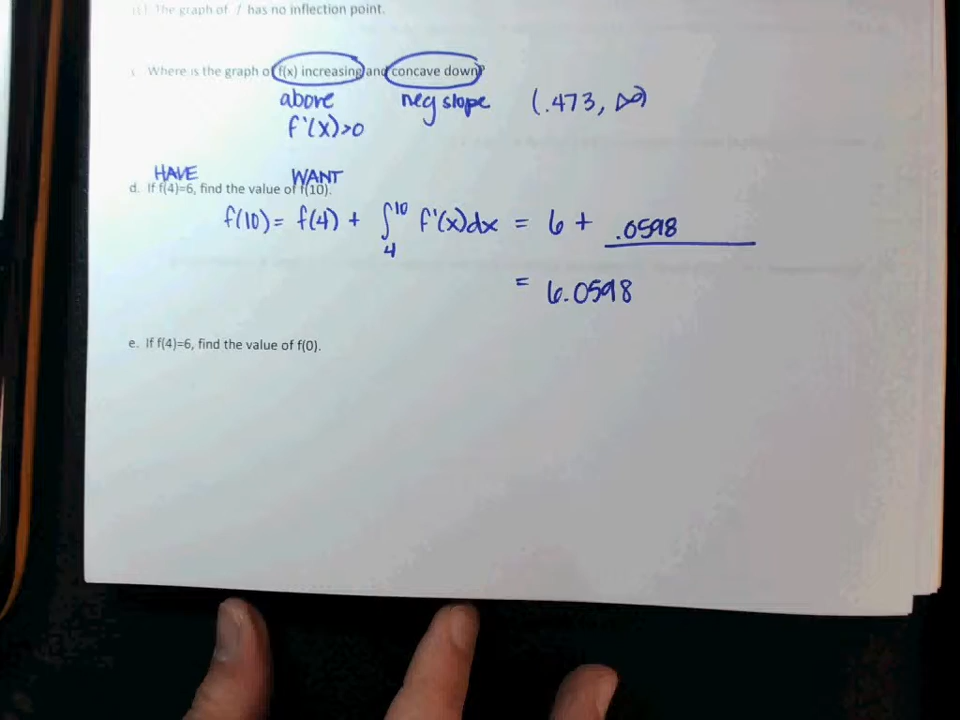 The graph of f has no inflection point.
Where is the graph of f(x) increasing and concave down?
above neg slope (.473, ∞)
f'(x)>0
HAVE WANT
d. If f(4)=6, find the value of f(10).
f(10) = f(4) + ∫₄¹⁰ f'(x)dx = 6 + .0598
= 6.0598
e. If f(4)=6, find the value of f(0).